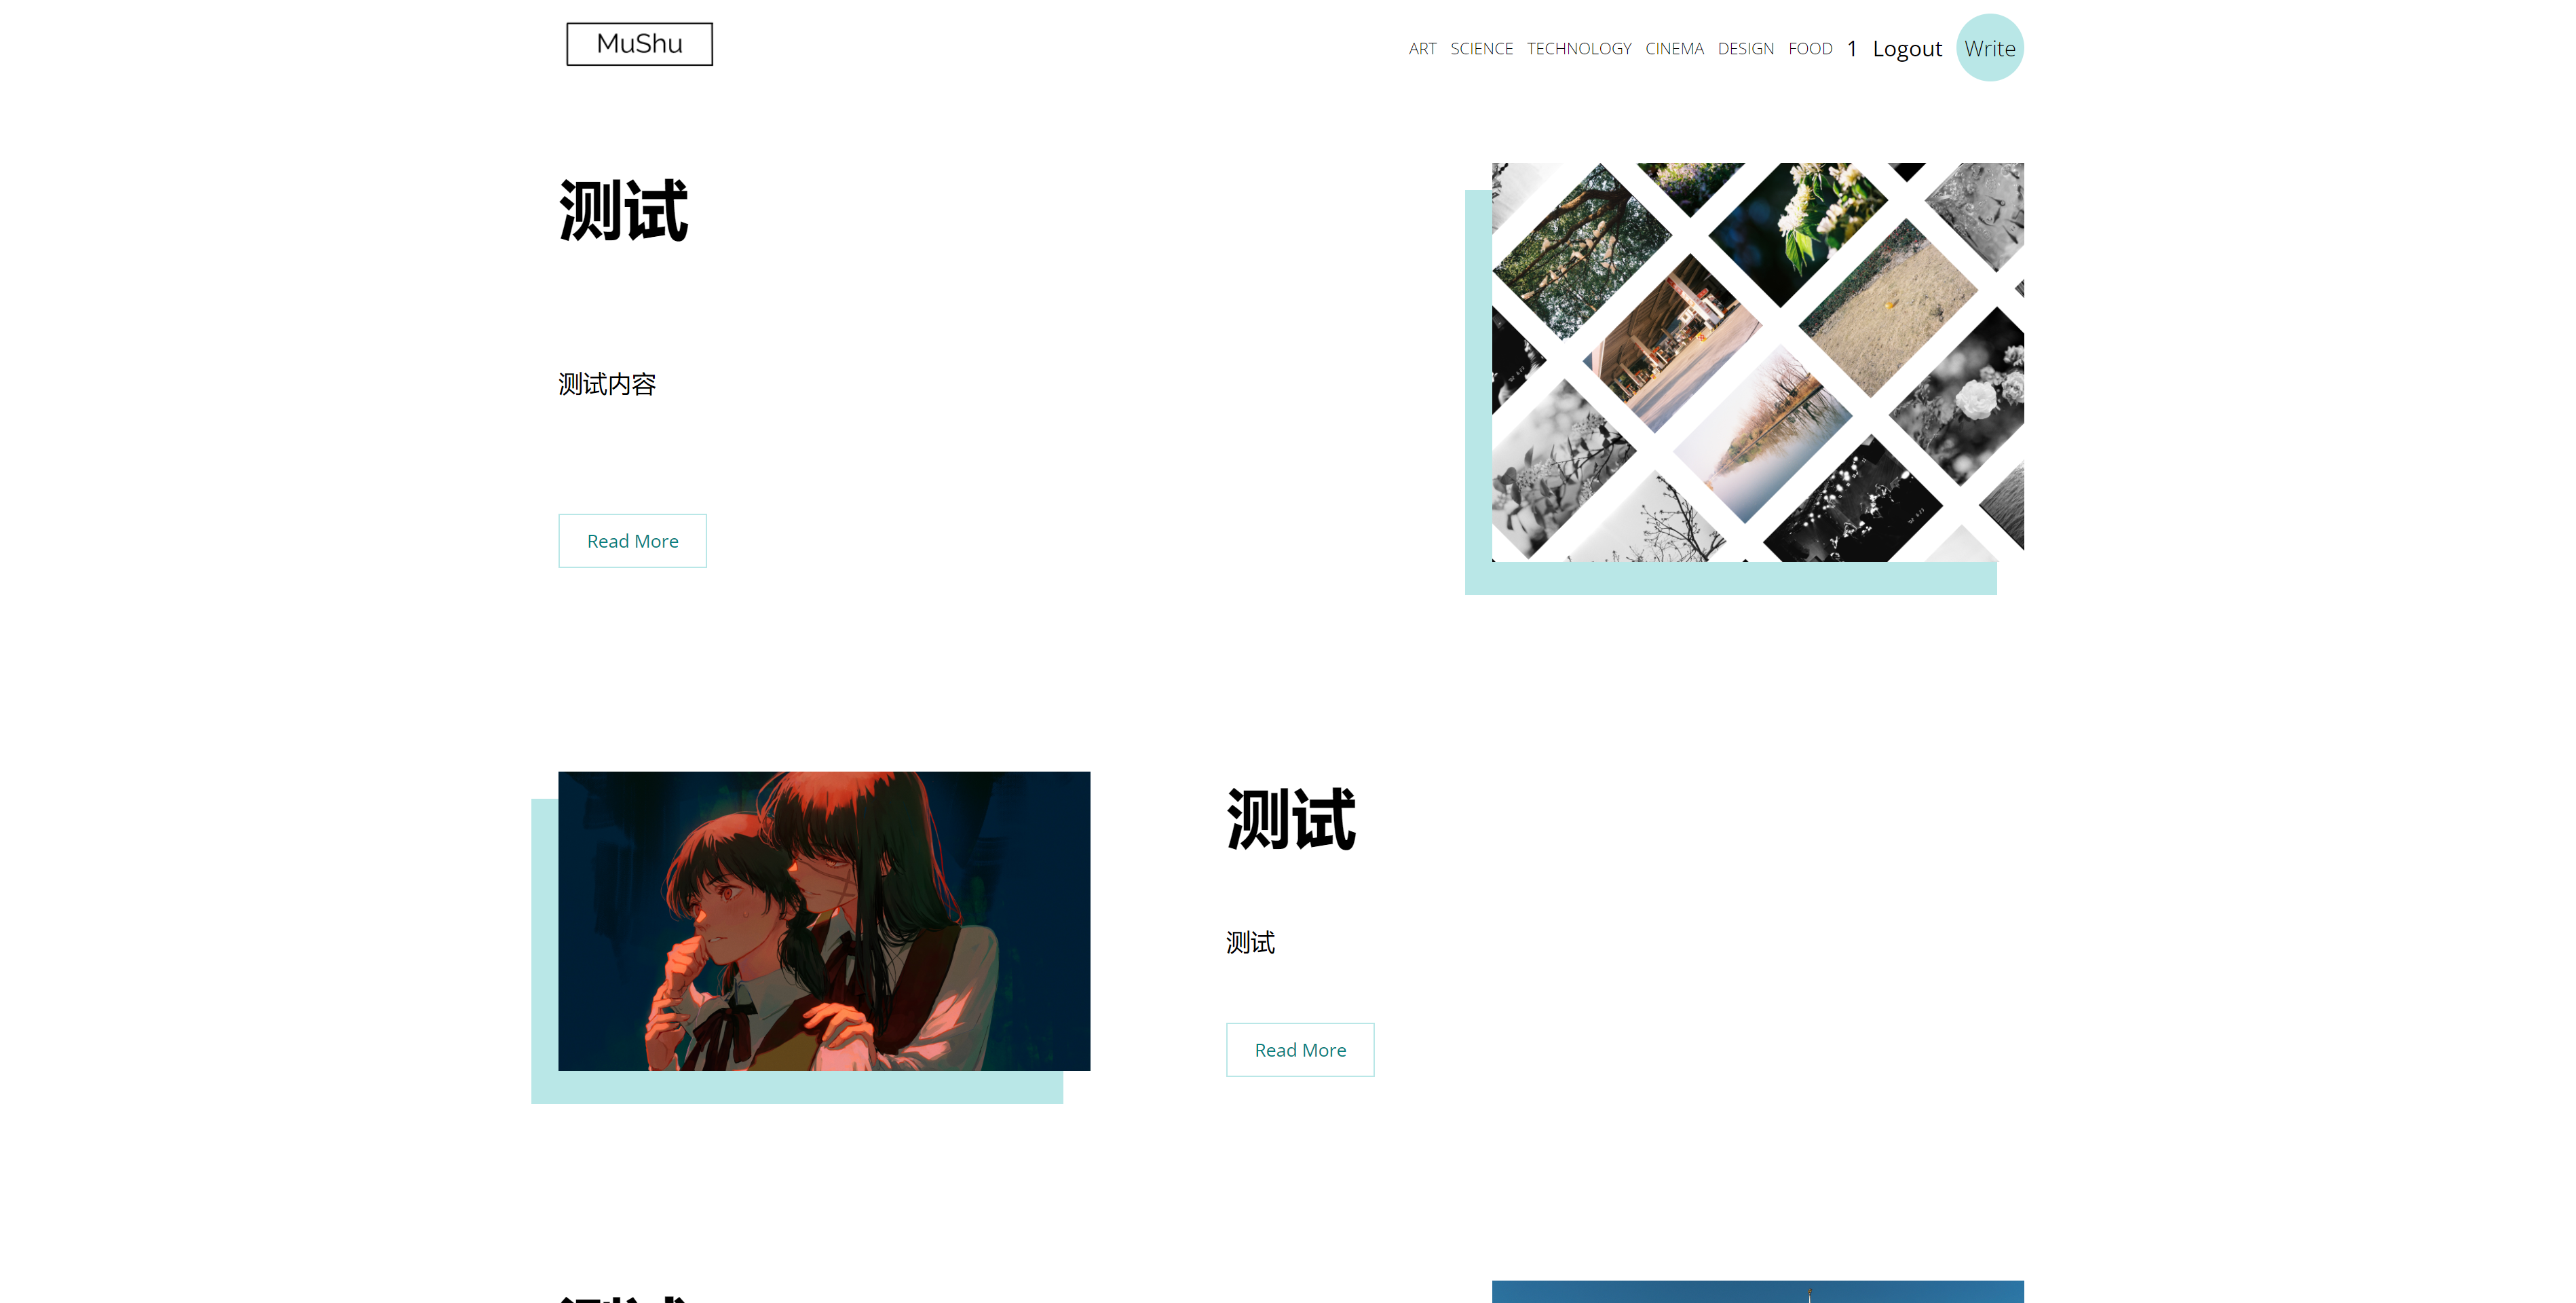 MuShu
ART SCIENCE TECHNOLOGY CINEMA DESIGN FOOD 1 Logout Write
测试
测试内容
Read More
测试
测试
Read More